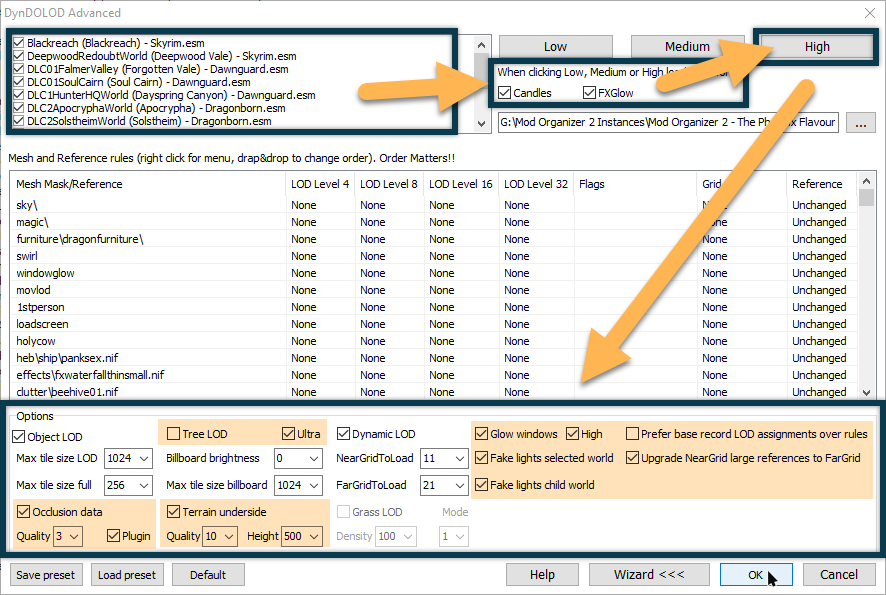 DynDOLOD Advanced
Blackreach (Blackreach) - Skyrim.esm
DeepwoodRedoubtWorld (Deepwood Vale) - Skyrim.esm
DLC01FalmerValley (Forgotten Vale) - Dawnguard.esm
DLC01SoulCairn (Soul Cairn) - Dawnguard.esm
DLC1HunterHQWorld (Dayspring Canyon) - Dawnguard.esm
DLC2ApocryphaWorld (Apocrypha) - Dragonborn.esm
DLC2SolstheimWorld (Solstheim) - Dragonborn.esm
Low Medium High
When clicking Low, Medium or High
Candles FXGlow
G:\Mod Organizer 2 Instances\Mod Organizer 2 - The Flavour ...
Mesh and Reference rules (right click for menu, drap&drop to change order). Order Matters!!
Mesh Mask/Reference LOD Level 4 LOD Level 8 LOD Level 16 LOD Level 32 Flags Grid Reference
sky\ None None None None None Unchanged
magic\ None None None None None Unchanged
furniture\dragonfurniture\ None None None None None Unchanged
swirl None None None None None Unchanged
windowglow None None None None None Unchanged
movlod None None None None None Unchanged
1stperson None None None None None Unchanged
loadscreen None None None None None Unchanged
holycow None None None None None Unchanged
heb\ship\panksex.nif None None None None None Unchanged
effects\fxwaterfallthinsmall.nif None None None None None Unchanged
clutter\beehive01.nif None None None None None Unchanged
Options
Object LOD Tree LOD Ultra Dynamic LOD Glow windows High Prefer base record LOD assignments over rules
Max tile size LOD 1024 Billboard brightness 0 NearGridToLoad 11 Fake lights selected world Upgrade NearGrid large references to FarGrid
Max tile size full 256 Max tile size billboard 1024 FarGridToLoad 21 Fake lights child world
Occlusion data Terrain underside Grass LOD Mode
Quality 3 Plugin Quality 10 Height 500 Density 100 1
Save preset Load preset Default Help Wizard <<< OK Cancel